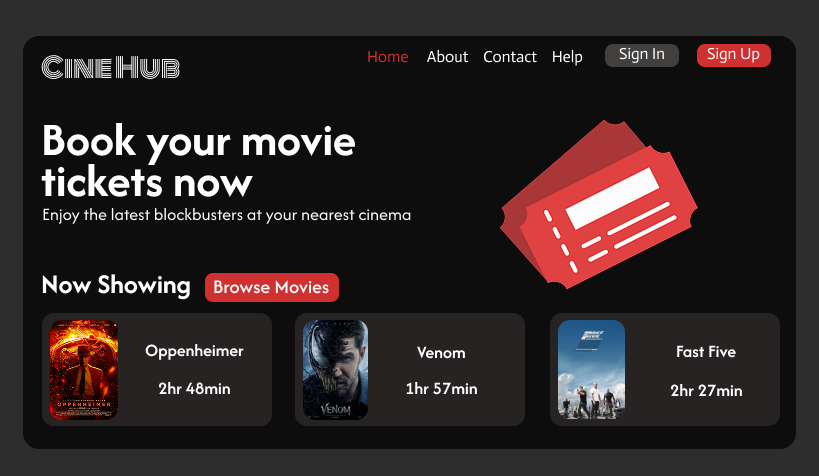 CINEHUB
Home About Contact Help Sign In Sign Up
Book your movie
tickets now
Enjoy the latest blockbusters at your nearest cinema
Now Showing Browse Movies
Oppenheimer
2hr 48min
OPPENHEIMER
Venom
1hr 57min
VENOM
Fast Five
2hr 27min